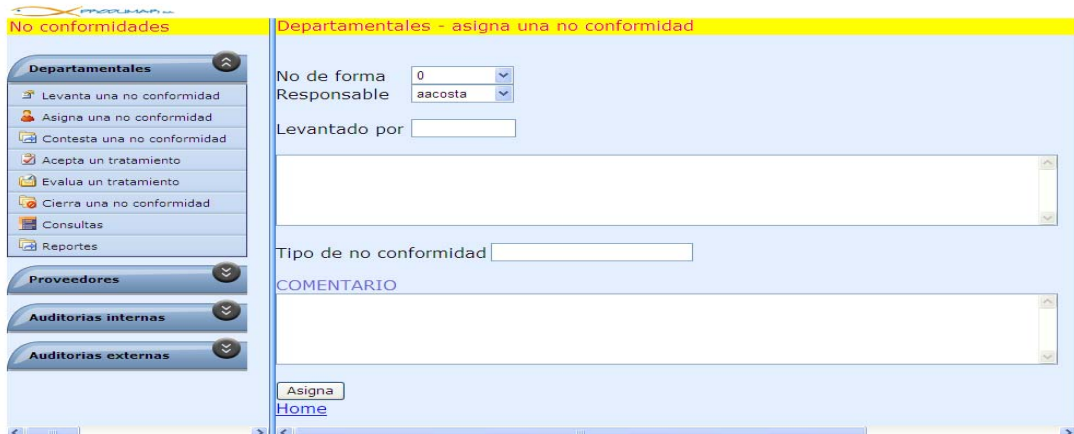 PROCUMAR
No conformidades
Departamentales
Levanta una no conformidad
Asigna una no conformidad
Contesta una no conformidad
Acepta un tratamiento
Evalua un tratamiento
Cierra una no conformidad
Consultas
Reportes
Proveedores
Auditorias internas
Auditorias externas
Departamentales - asigna una no conformidad
No de forma 0
Responsable aacosta
Levantado por
Tipo de no conformidad
COMENTARIO
Asigna
Home